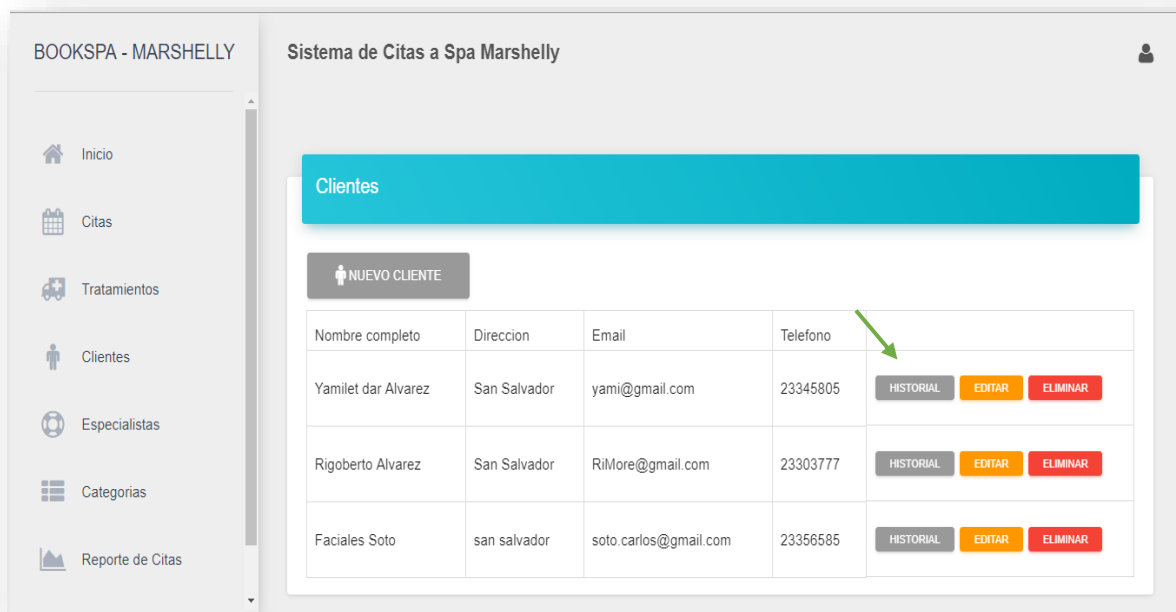 BOOKSPA - MARSHELLY
Sistema de Citas a Spa Marshelly
Inicio
Citas
Tratamientos
Clientes
Especialistas
Categorias
Reporte de Citas
Clientes
NUEVO CLIENTE
Nombre completo Direccion Email Telefono
Yamilet dar Alvarez San Salvador yami@gmail.com 23345805 HISTORIAL EDITAR ELIMINAR
Rigoberto Alvarez San Salvador RiMore@gmail.com 23303777 HISTORIAL EDITAR ELIMINAR
Faciales Soto san salvador soto.carlos@gmail.com 23356585 HISTORIAL EDITAR ELIMINAR